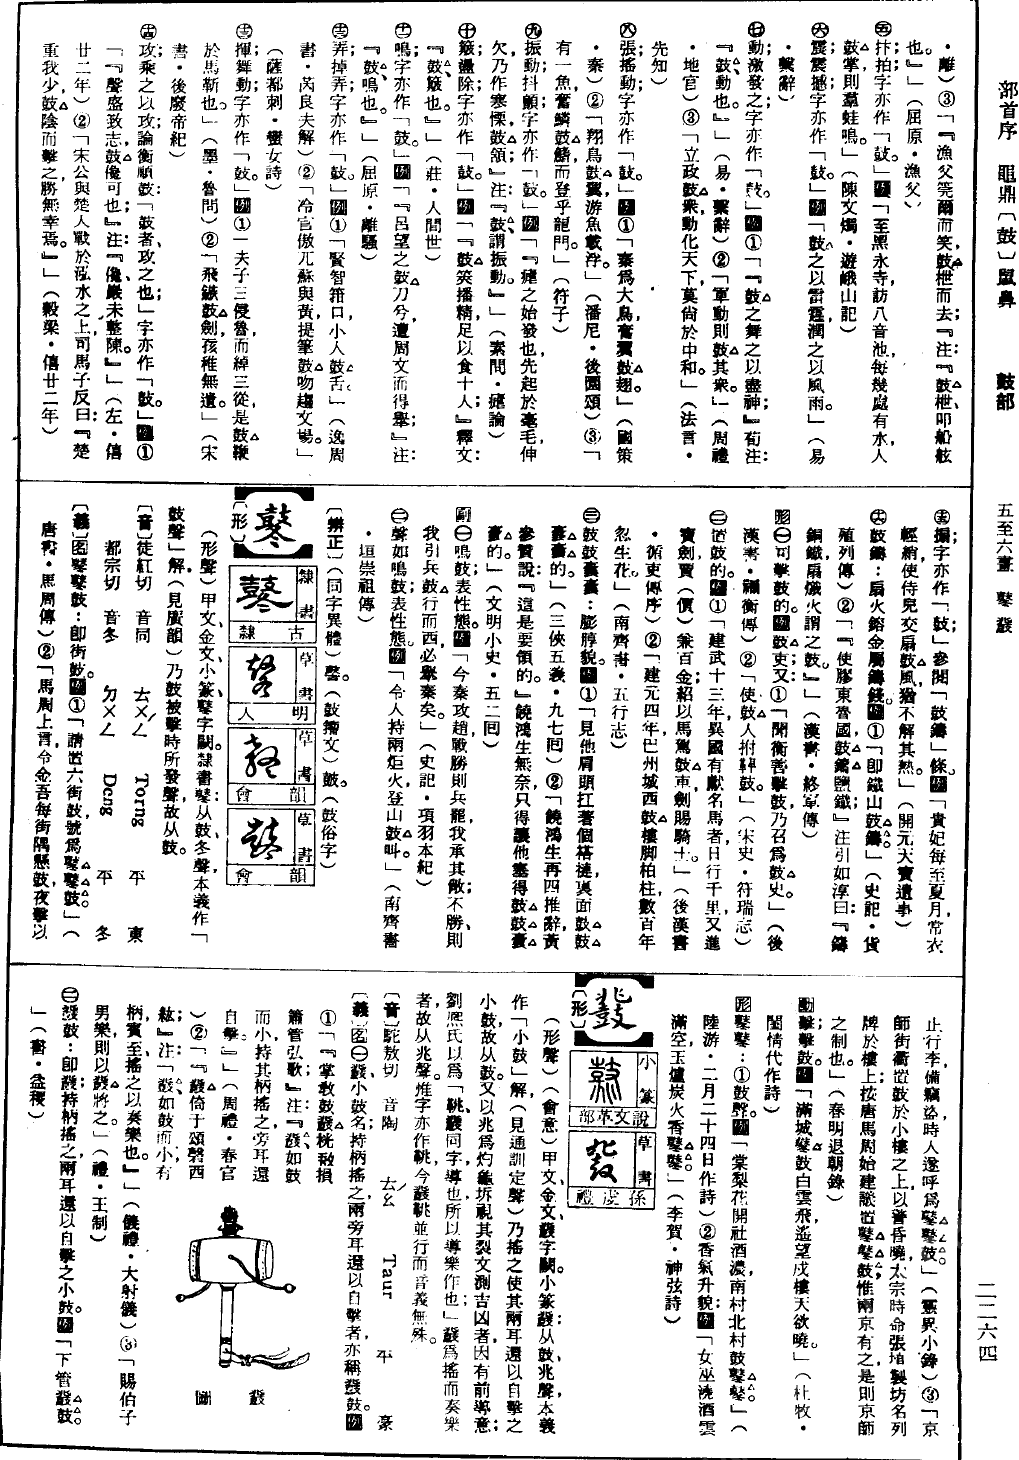 部首序 黽鼎〔鼓〕鼠鼻 鼓部 五至六畫 鼕 鼗 二二六四
・離)③「『漁父莞爾而笑,鼓枻而去』注:『鼓枻,叩船舷
也。』」(屈原・漁父)
㊄抃拍字亦作「鼓」;例「至黑水寺訪八音池,每幾處有水人
鼓掌則羣蛙鳴。」(陳文燭・遊峨山記)
㊅震;震撼字亦作「鼓」。例「鼓之以雷霆,潤之以風雨。」(易
・繫辭)
㊆動;激發之字亦作「鼓」。例①「『鼓之舞之以盡神』荀注:
『鼓,動也。』」(易・繫辭)②「軍動則鼓其衆。」(周禮
・地官)③「立政鼓衆,動化天下,莫尚於中和。」(法言・
先知)
㊇張;搖動字亦作「鼓」。例①「秦爲大鳥,奮翼鼓翅。」(國策
・秦)②「翔鳥鼓翼,游魚載浮。」(潘尼・後園頌)③「
有一魚奮鱗鼓鰭而登乎龍門。」(符子)
㊈振;動抖顫字亦作「鼓」。例「『瘧之始發也,先起於毫毛,伸
欠乃作,寒慄鼓頷』注:『鼓謂振動。』」(素問・瘧論)
㊉簸;盪除字亦作「鼓」。例「『鼓筴播精,足以食十人』釋文:
『鼓,簸也。』」(莊・人間世)
鳴字亦作「鼓」。例「『呂望之鼓刀兮,遭周文而得舉』注:
『鼓,鳴也。』」(屈原・離騷)
弄;掉弄字亦作「鼓」。例①「賢智箝口,小人鼓舌。」(逸周
書・芮良夫解)②「冷官傲兀蘇與黃,提筆鼓吻趨文場。」
(薩都刺・蠻女詩)
揮;舞動字亦作「鼓」。例①「夫子三侵魯而綽三從,是鼓鞭
於馬靳也。」(墨・魯問)②「飛鏃鼓劍,孩稚無遺。」(宋
書・後廢帝紀)
攻;乘之以攻,論衡順鼓:「鼓者,攻之也。」字亦作「鼓」。例①
「『聲盛致志,鼓儳可也』注:『儳巖未整陳。』」(左・僖
廿二年)②「宋公與楚人戰於泓水之上,司馬子反曰:『楚
重我少,鼓險而擊之,勝無幸焉。』」(穀梁・僖廿二年)
搧字亦作「鼓」;參閱「鼓鑄」條。例「貴妃每至夏月,常衣
輕綃,使侍兒交扇鼓風,猶不解其熱。」(開元天寶遺事)
鼓鑄:扇火鎔金屬鑄錢。例①「即鐵山鼓鑄。」(史記・貨
殖列傳)②「『使膠東魯國鼓鑄鹽鐵』注引如淳曰:『鑄
銅鐵,扇熾火謂之鼓。』」(漢書・終軍傳)
形㊀可擊鼓的。例鼓吏;又①「聞衡善擊鼓,乃召爲鼓史。」(後
漢書・禰衡傳)②「使鼓人拊鞞鼓。」(宋史・符瑞志)
㊁置鼓的。例①「建武十三年,異國有獻名馬者,日行千里,又進
寶劍,賈(價)兼百金,紹以馬駕鼓車,劍賜騎士。」(後漢書
・循吏傳序)②「建元四年,巴州城西鼓樓脚柏柱數百年
忽生花。」(南齊書・五行志)
㊂鼓鼓囊囊:膨脝貌。例①「見他肩頭扛著個褡褳,裏面鼓鼓
囊囊的。」(三俠五義・九七囘)②「饒鴻生再四推辭,黃
參贊說:『這是要領的。』饒鴻生無奈,只得讓他塞得鼓鼓囊
囊的。」(文明小史・五二囘)
副㊀鳴鼓表性態。例「今秦攻趙,戰勝則兵罷,我承其敝;不勝則
我引兵鼓行而西,必舉秦矣。」(史記・項羽本紀)
㊁聲如鳴鼓表性態。例「令人持兩炬火登山鼓叫。」(南齊書
・垣崇祖傳)
〔辨正〕(同字異體)鼛。(鼓籀文)皷。(鼓俗字)
鼕
〔形〕
隸書 古隸
草書 明人
草書 韻會
草書 韻會
(形聲)甲文、金文、小篆鼕字闕。隸書鼕:从鼓,冬聲,本義作「
鼓聲」解(見廣韻)乃鼓被擊時所發聲,故从鼓。
〔音〕徒紅切 音同 ㄊㄨㄥˊ Torng 平 東
都宗切 音冬 ㄉㄨㄥ Deng 平 冬
〔義〕名鼕鼕鼓:即街鼓。例①「請置六街鼓,號爲鼕鼕鼓。」(
唐書・馬周傳)②「馬周上言,令金吾每街隅懸鼓,夜擊以
止行李,備竊盜,時人遂呼爲鼕鼕鼓。」(靈異小錄)③「京
師街衢置鼓於小樓之上,以警昏曉,太宗時命張垍製坊名,列
牌於樓上,按唐馬周始建議置鼕鼕鼓,惟兩京有之,是則京師
之制也。」(春明退朝錄)
動擊;擊鼓。例「滿城鼕鼓白雲飛,遙望戍樓天欲曉。」(杜牧・
閨情代作詩)
形鼕鼕:①鼓聲。例「棠梨花開社酒濃,南村北村鼓鼕鼕。」(
陸游・二月二十四日作詩)②香氣升貌:例「女巫澆酒雲
滿空,玉爐炭火香鼕鼕。」(李賀・神弦詩)
鼗
〔形〕
小篆 說文革部
草書 孫虔禮
(形聲)(會意)甲文、金文、鼗字闕。小篆鼗:从鼓,兆聲,本義
作「小鼓」解(見通訓定聲)乃搖之使其兩耳還以自擊之
小鼓,故从鼓。又以兆爲灼龜坼,視其裂文測吉凶者,因有前導意;
劉熙氏以爲「鞉鼗同字,導也,所以導樂作也」鼗爲搖而奏樂
者,故从兆聲。惟字亦作鞉,今鼗鞉並行而音義無殊。
〔音〕駝敖切 音陶 ㄊㄠˊ Taur 平 豪
〔義〕名㊀鼗,小鼓名,持柄搖之,兩旁耳還以自擊者亦稱鼗鼓。例
①「『掌教鼓鼗柷敔塤
簫管弦歌』注:『鼗如鼓
而小,持其柄搖之,旁耳還
自擊。』」(周禮・春官
)②「『鼗倚于頌磬西
紘』注:『鼗如鼓而小,有
柄,賓至,搖之以奏樂也。』」(儀禮・大射儀)③「賜伯子
男樂則以鼗將之。」(禮・王制)
㊁鼗鼓:即鼗,持柄搖之,兩耳還以自擊之小鼓。例「下管鼗鼓。
」(書・益稷)
鼗圖